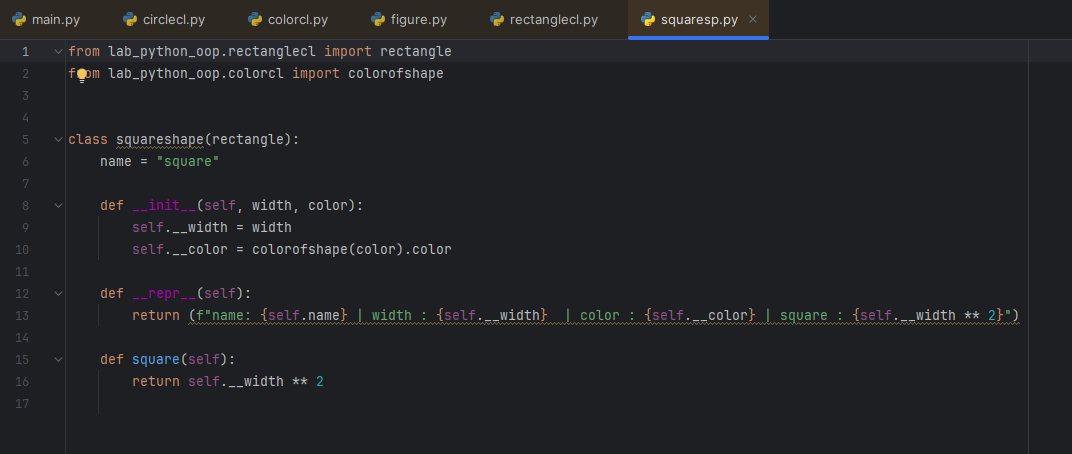 main.py circlecl.py colorcl.py figure.py rectanglecl.py squaresp.py ×
1 from lab_python_oop.rectanglecl import rectangle
2 from lab_python_oop.colorcl import colorofshape
3
4
5 class squareshape(rectangle):
6     name = "square"
7
8     def __init__(self, width, color):
9         self.__width = width
10         self.__color = colorofshape(color).color
11
12     def __repr__(self):
13         return (f"name: {self.name} | width : {self.__width}  | color : {self.__color} | square : {self.__width ** 2}")
14
15     def square(self):
16         return self.__width ** 2
17